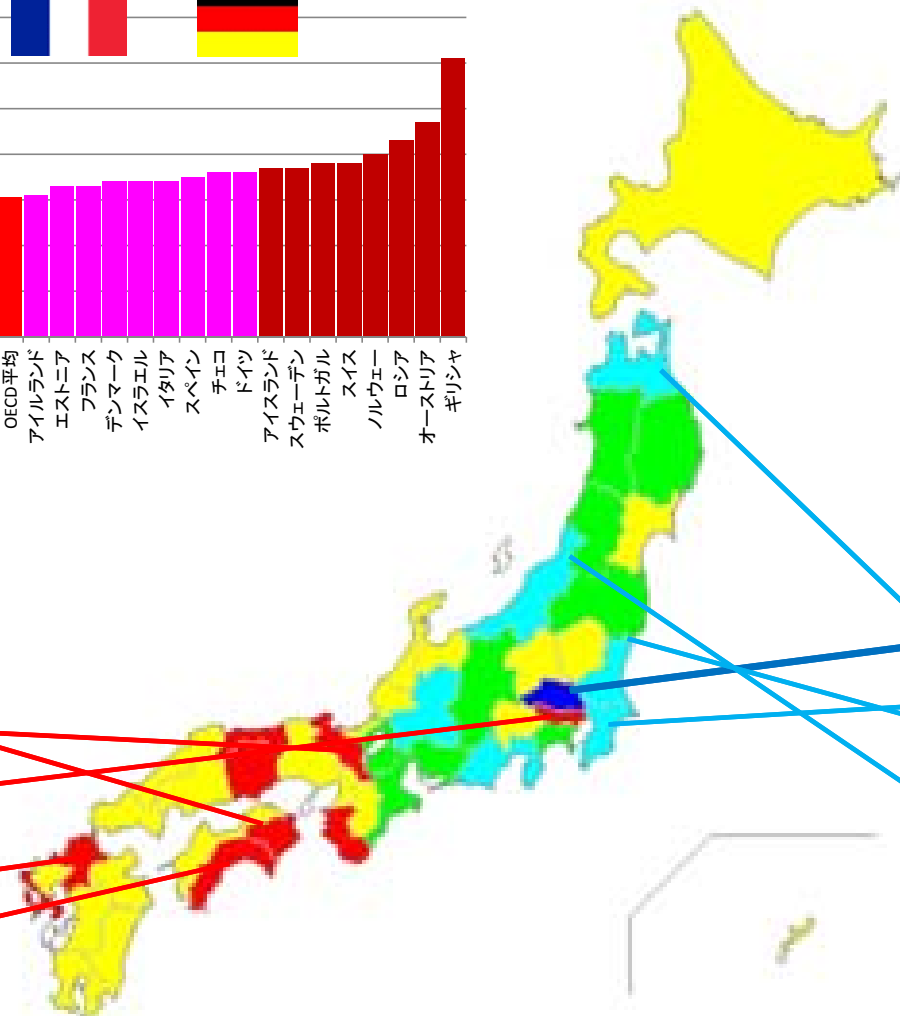 OECD平均
アイルランド
エストニア
フランス
デンマーク
イスラエル
イタリア
スペイン
チェコ
ドイツ
アイスランド
スウェーデン
ポルトガル
スイス
ノルウェー
ロシア
オーストリア
ギリシャ